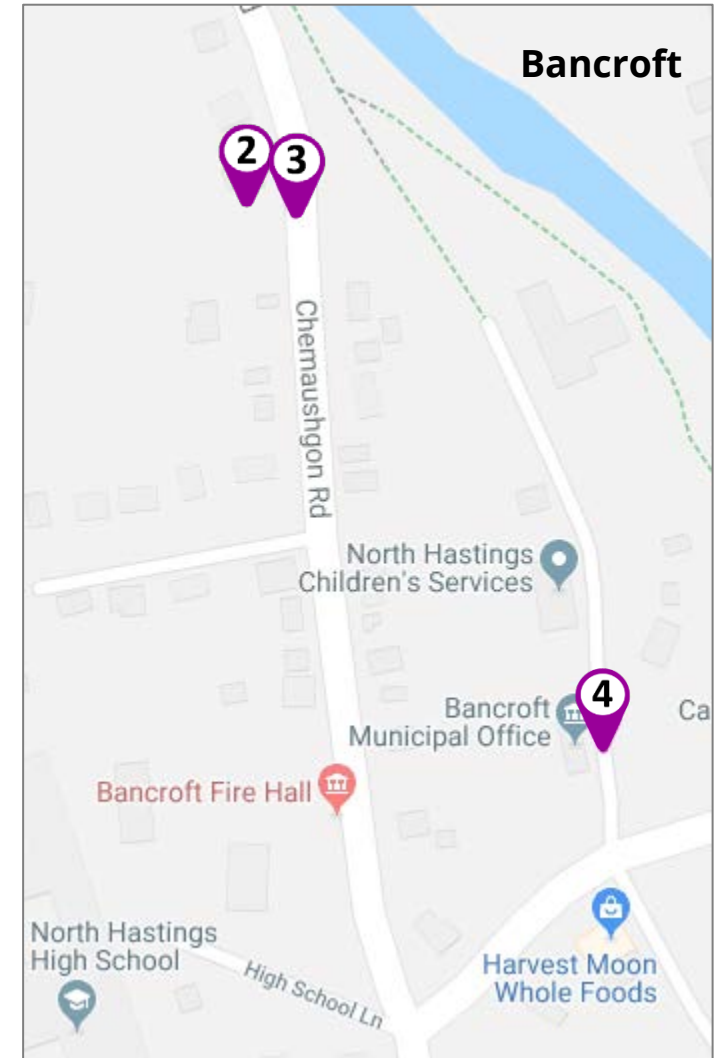 Bancroft
2
3
Chemaushgon Rd
North Hastings
Children's Services
4
Bancroft
Municipal Office
Ca
Bancroft Fire Hall
North Hastings
High School
High School Ln
Harvest Moon
Whole Foods